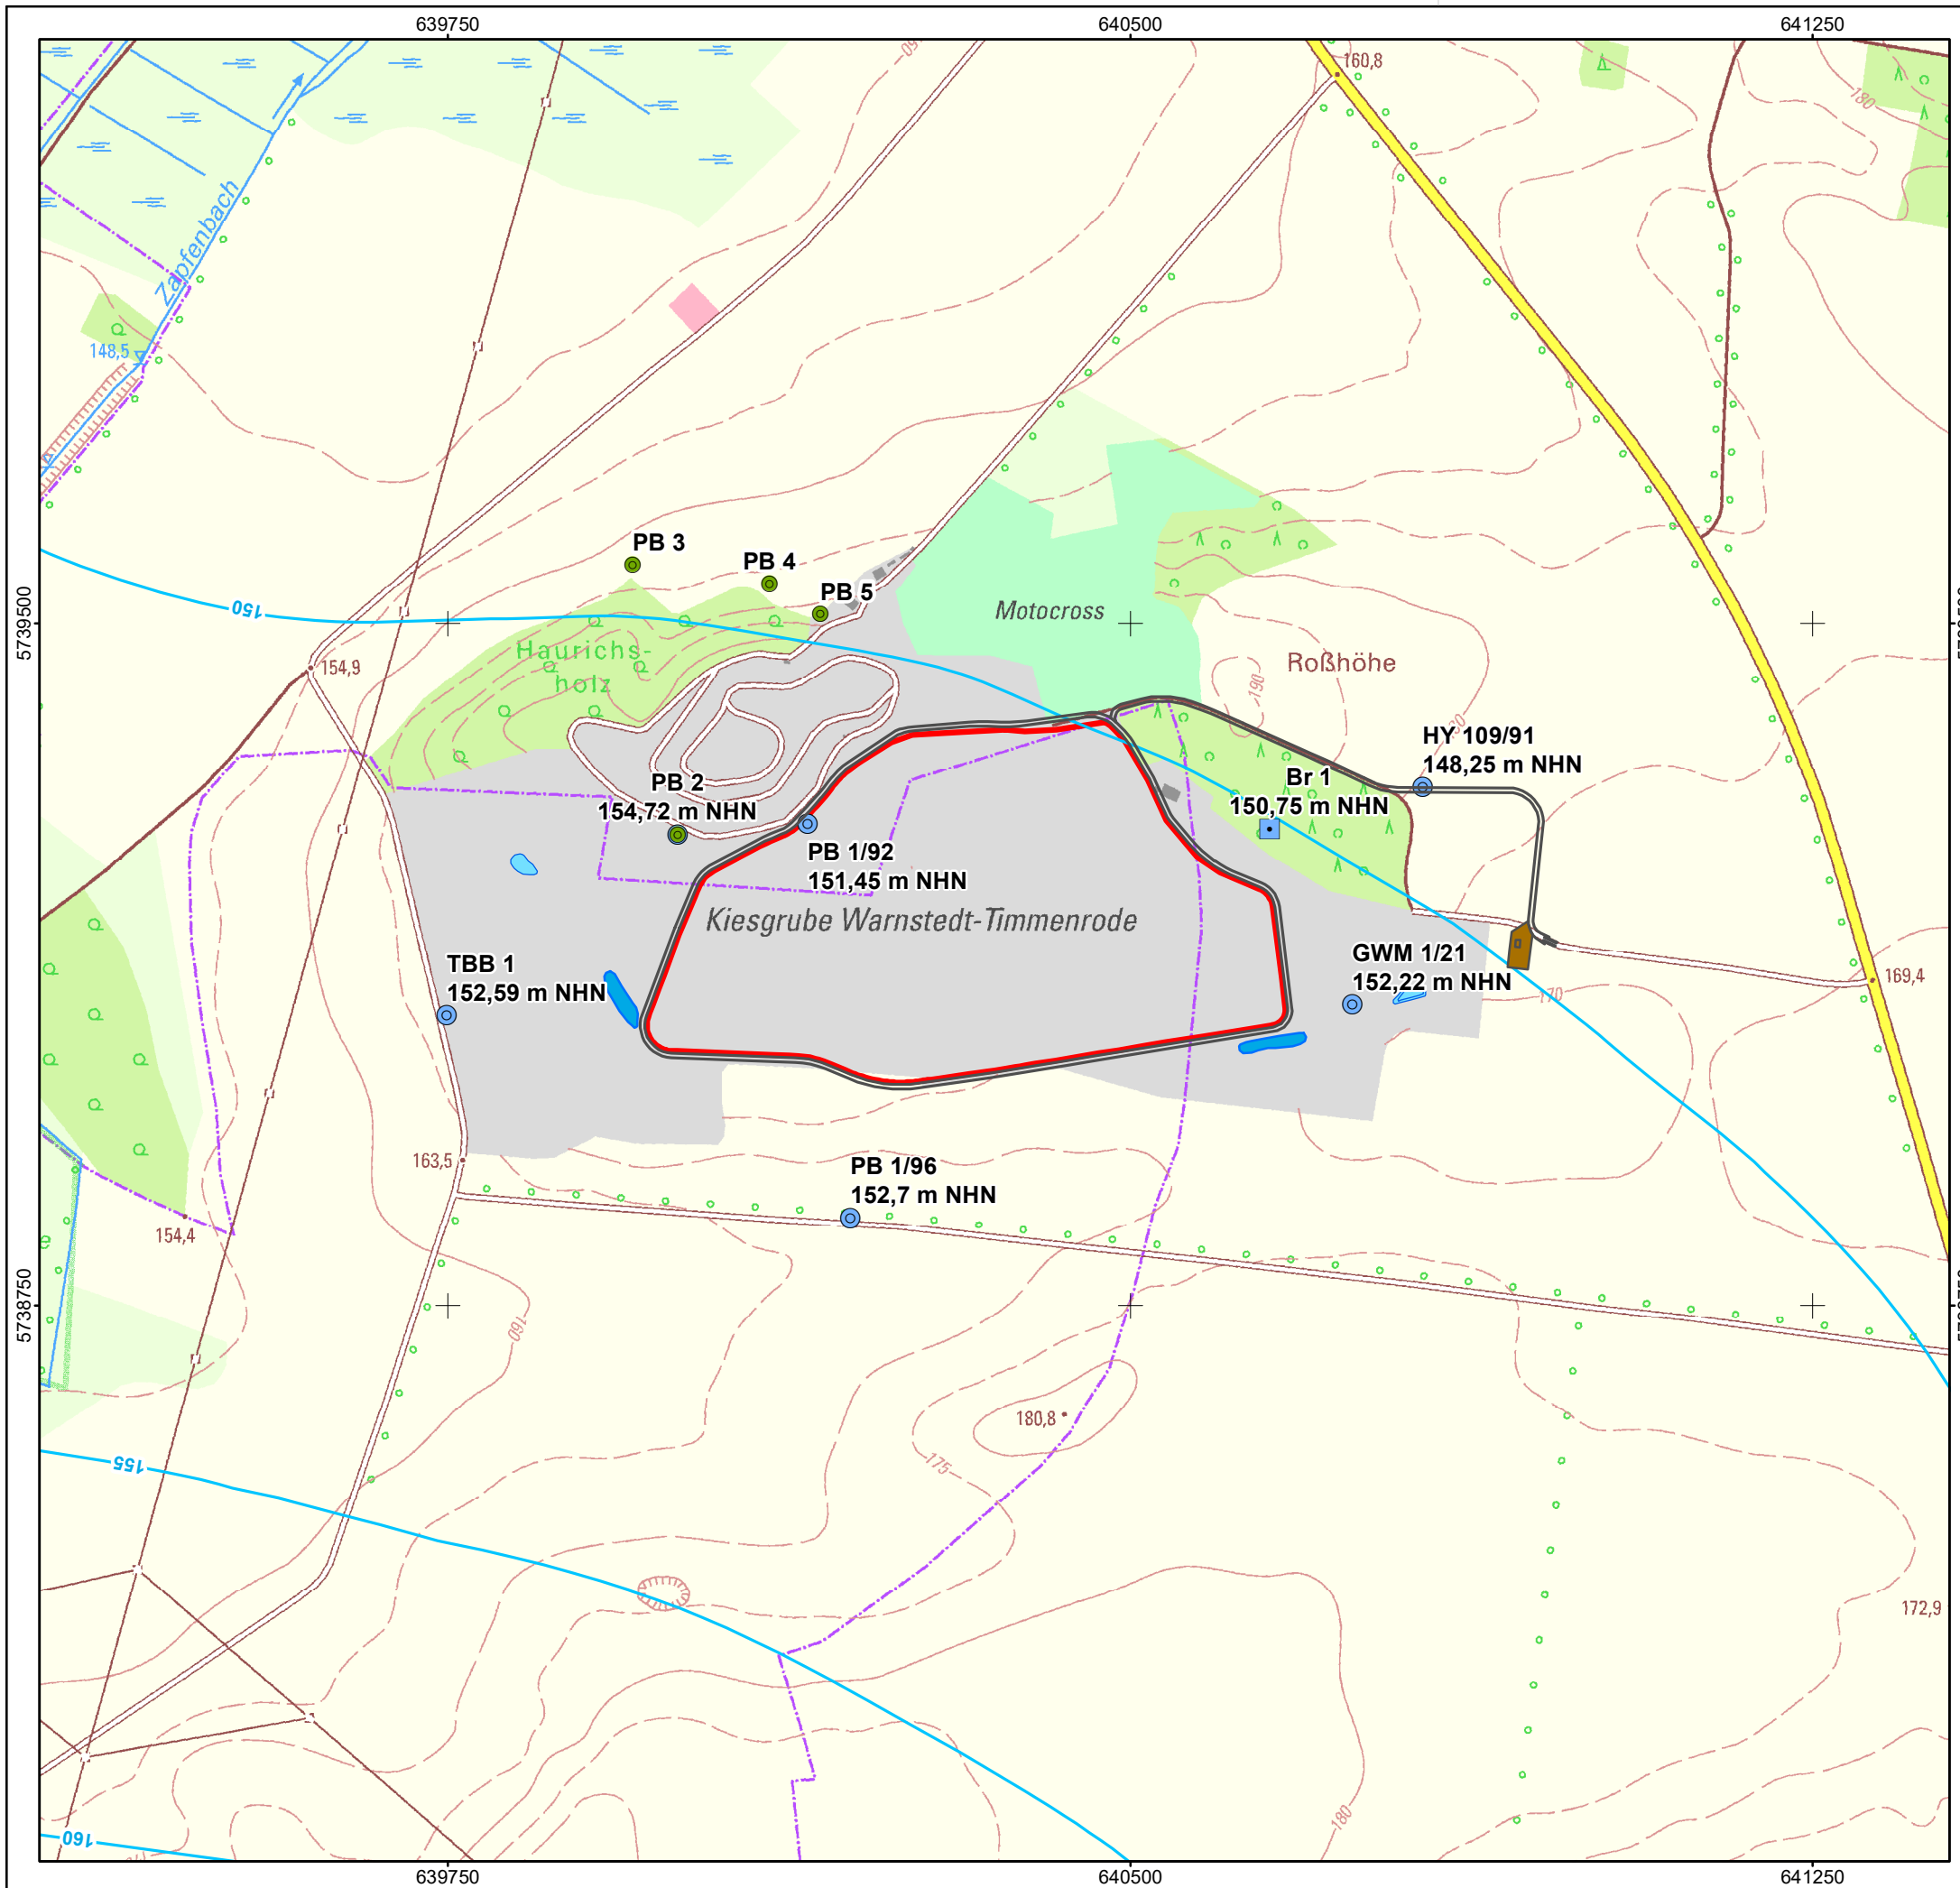 639750
640500
641250
160
160,8
180
Zapfenbach
148,5
PB 3
PB 4
PB 5
150
5739500
Motocross
Haurichs-
holz
154,9
Roßhöhe
190
HY 109/91
148,25 m NHN
PB 2
154,72 m NHN
Br 1
150,75 m NHN
PB 1/92
151,45 m NHN
Kiesgrube Warnstedt-Timmenrode
TBB 1
152,59 m NHN
GWM 1/21
152,22 m NHN
170
169,4
163,5
PB 1/96
152,7 m NHN
154,4
5738750
160
180,8
175
155
172,9
180
160
639750
640500
641250